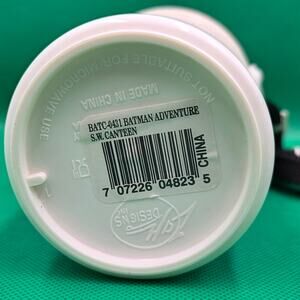 NOT SUITABLE FOR MICROWAVE USE
MADE IN CHINA
BATC-0431 BATMAN ADVENTURE
S.W. CANTEEN
CHINA
7 07226 04823 5
DESIGNS